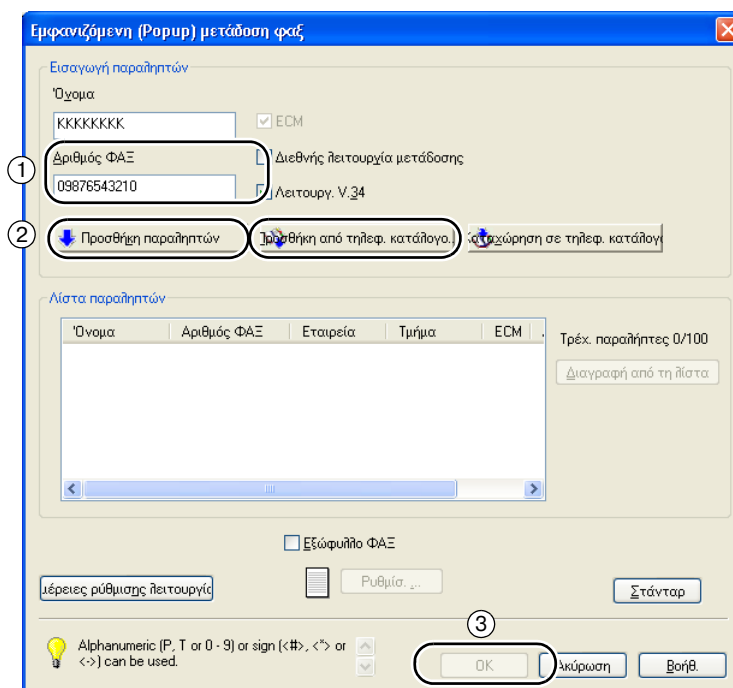 Εμφανιζόμενη (Popup) μετάδοση φαξ
Εισαγωγή παραληπτών
Όνομα
KKKKKKKK
ECM
① Αριθμός ΦΑΞ
Διεθνής λειτουργία μετάδοσης
09876543210
Λειτουργ. V.34
② Προσθήκη παραληπτών
Προσθήκη από τηλεφ. κατάλογο.
χώρηση σε τηλεφ. κατάλογ
Λίστα παραληπτών
Όνομα Αριθμός ΦΑΞ Εταιρεία Τμήμα ECM .
Τρέχ. παραλήπτες 0/100
Διαγραφή από τη λίστα
Εξώφυλλο ΦΑΞ
μέρειες ρύθμισης λειτουργίς
Ρυθμίσ. ...
Στάνταρ
③
Alphanumeric (P, T or 0 - 9) or sign (<#>, <*> or
<->) can be used.
OK
Ακύρωση
Βοήθ.